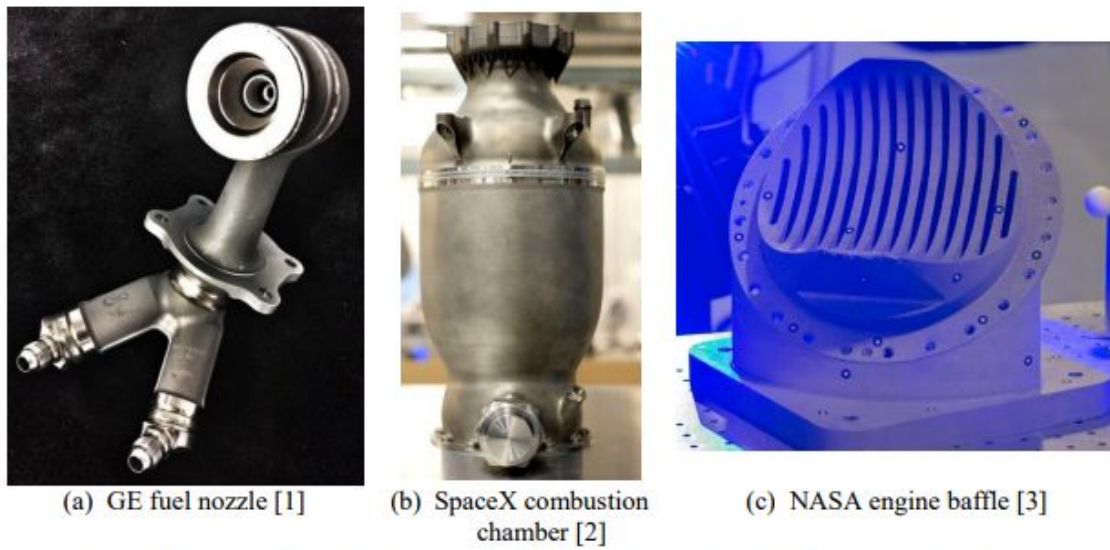 (a) GE fuel nozzle [1]
(b) SpaceX combustion
chamber [2]
(c) NASA engine baffle [3]